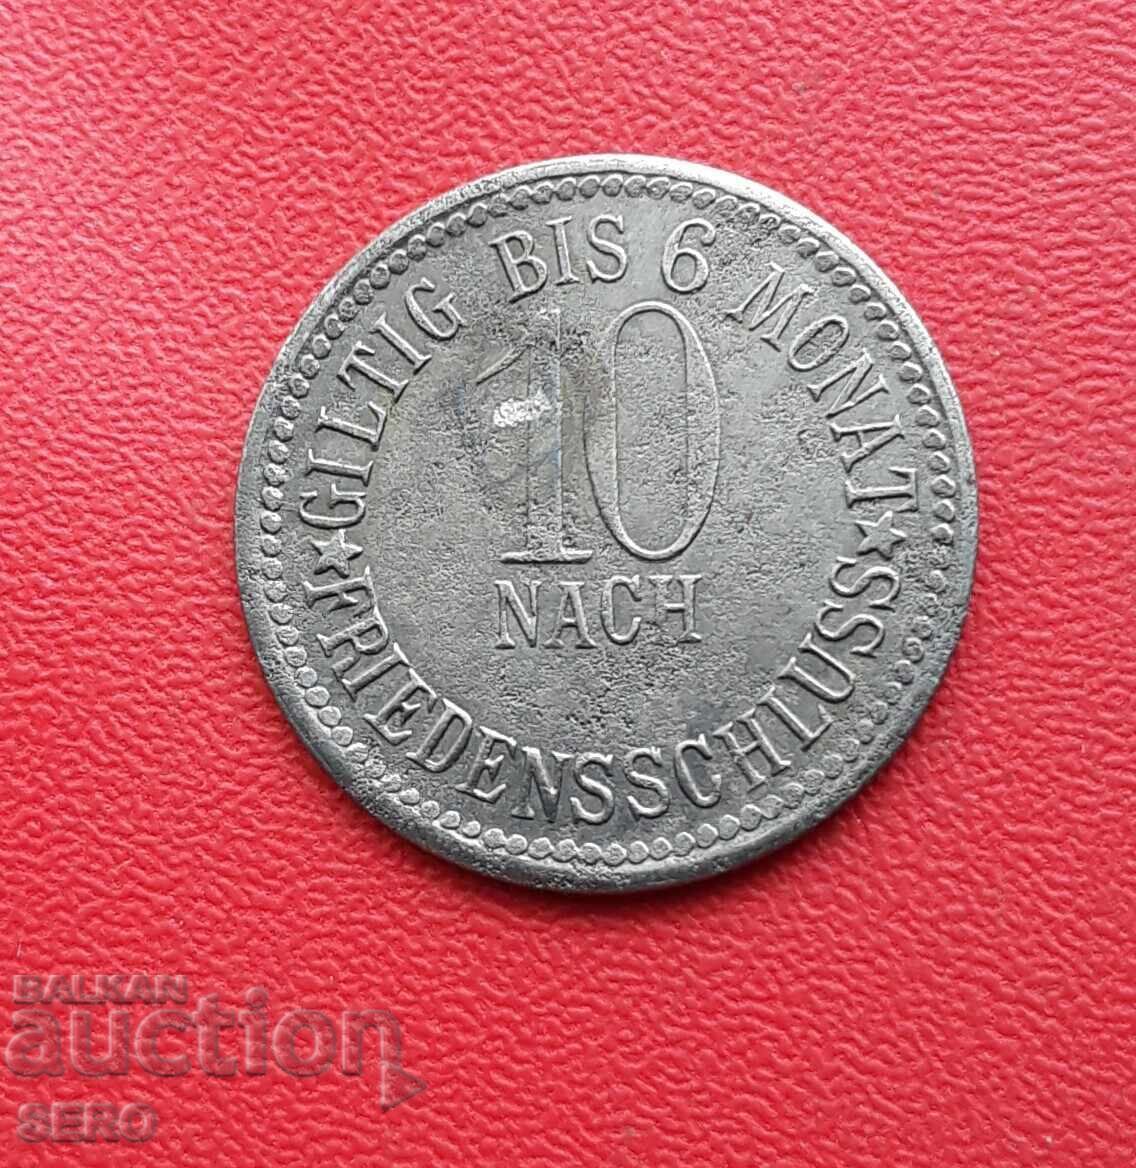 GILTIG BIS 6 MONAT
10
NACH
★ FRIEDENSSCHLUSS ★
BALKAN
auction
SERO